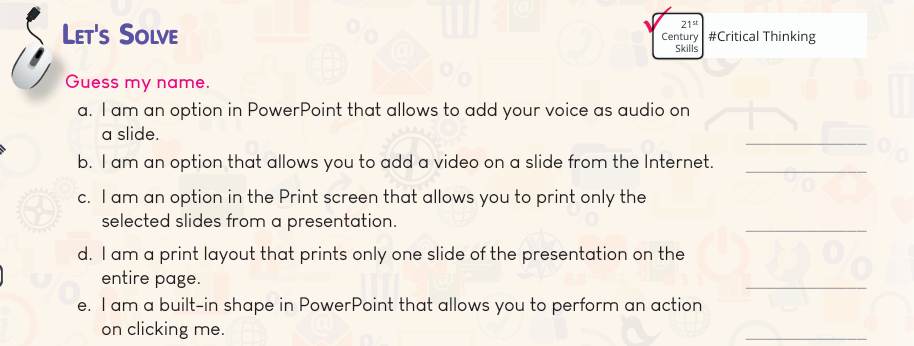 LET'S SOLVE
21st
Century
Skills
#Critical Thinking
Guess my name.
a. I am an option in PowerPoint that allows to add your voice as audio on
a slide.
b. I am an option that allows you to add a video on a slide from the Internet.
c. I am an option in the Print screen that allows you to print only the
selected slides from a presentation.
d. I am a print layout that prints only one slide of the presentation on the
entire page.
e. I am a built-in shape in PowerPoint that allows you to perform an action
on clicking me.